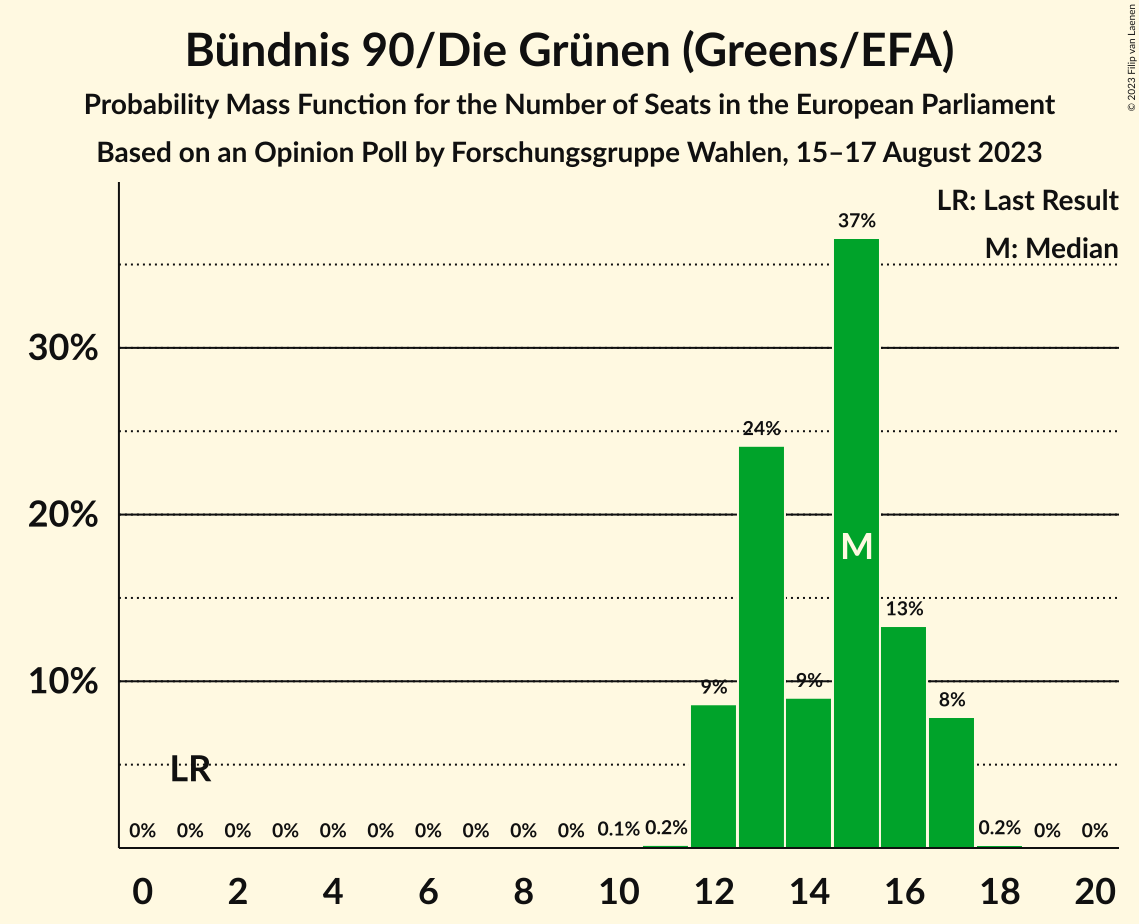 Bündnis 90/Die Grünen (Greens/EFA)
Probability Mass Function for the Number of Seats in the European Parliament
Based on an Opinion Poll by Forschungsgruppe Wahlen, 15–17 August 2023
© 2023 Filip van Laenen
LR: Last Result
M: Median
37%
30%
24%
20%
M
13%
10%
9%
9%
8%
LR
0% 0% 0% 0% 0% 0% 0% 0% 0% 0% 0.1% 0.2% 0.2% 0% 0%
0 2 4 6 8 10 12 14 16 18 20